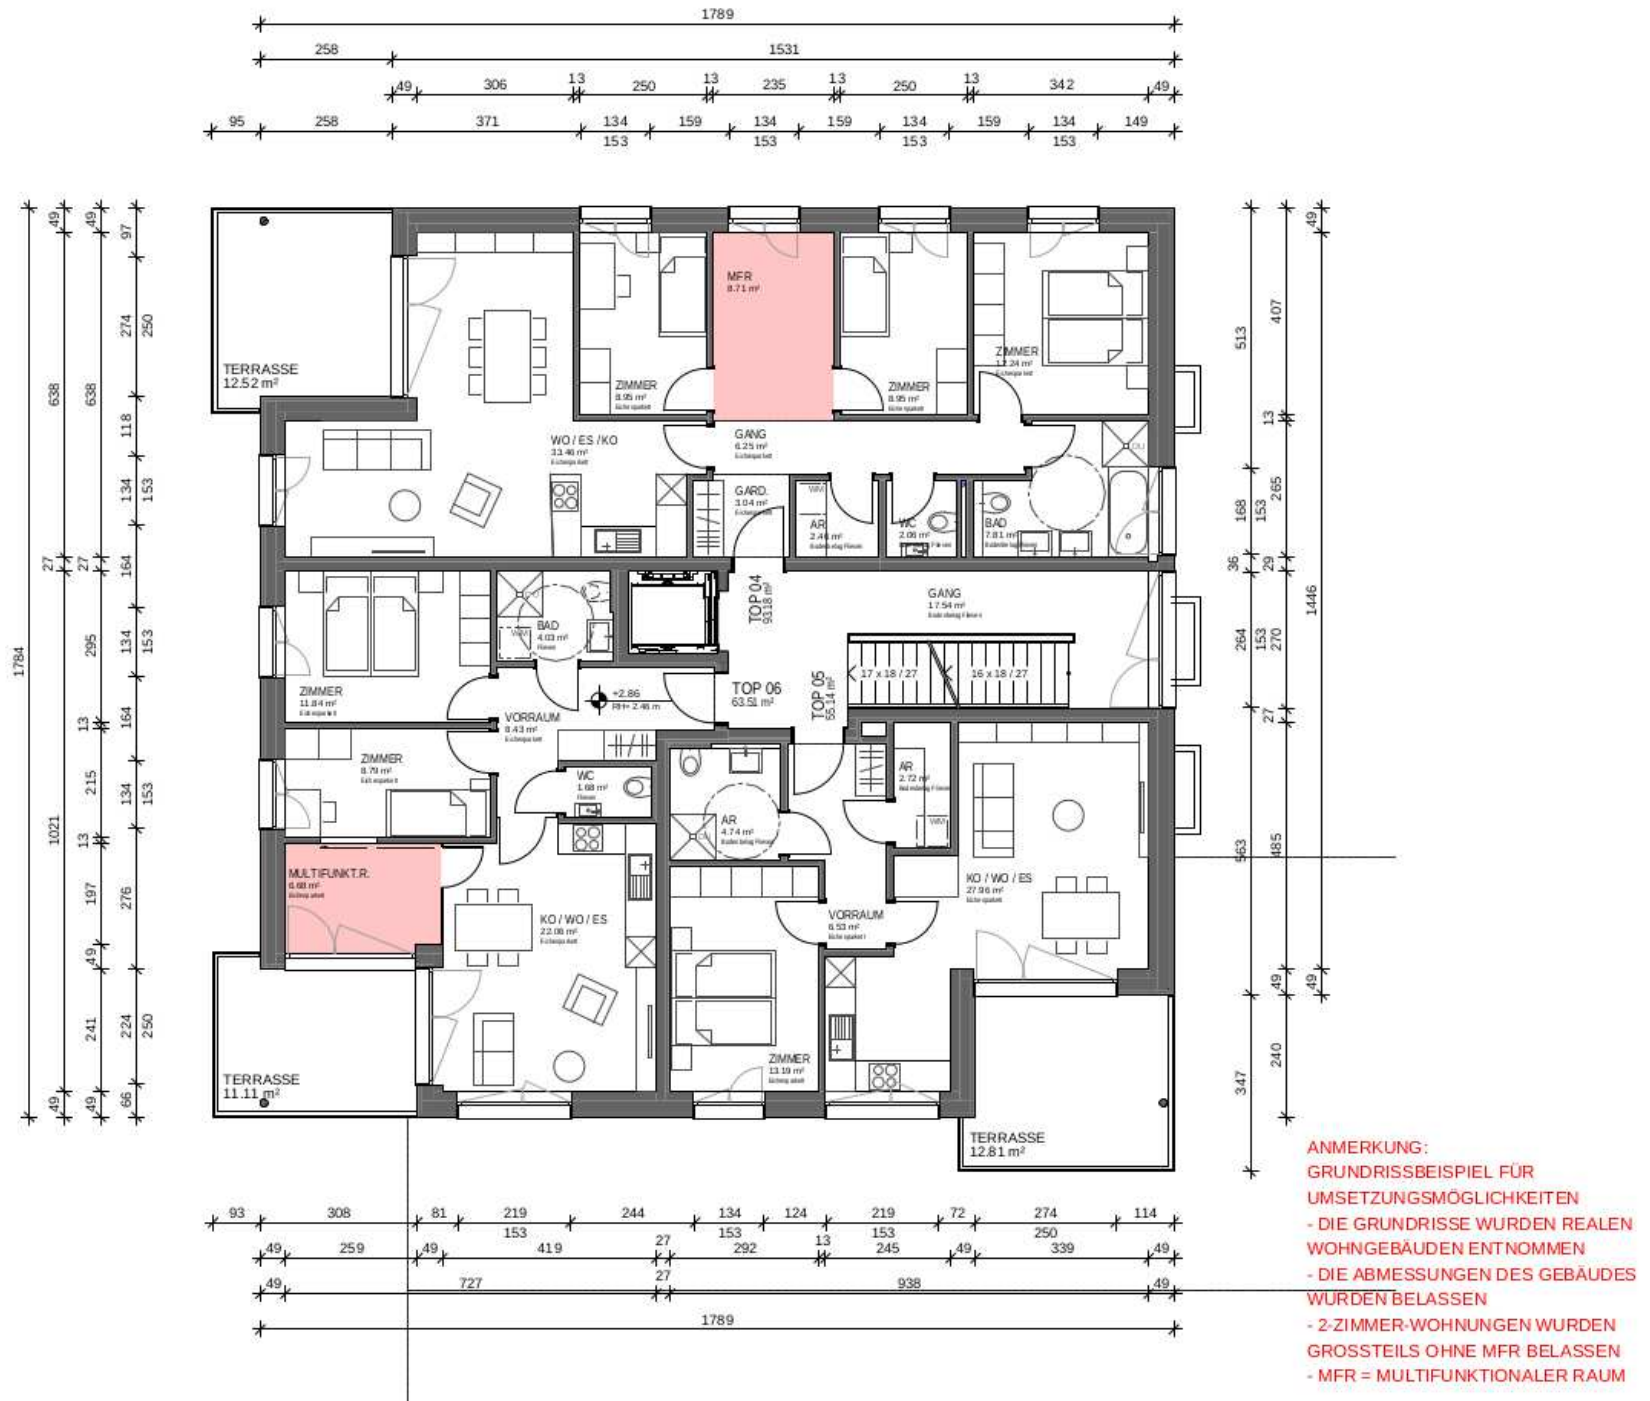 1789
258 1531
49 306 13 250 13 235 13 250 13 342 49
95 258 371 134 159 134 159 134 159 134 149
153 153 153 153
TERRASSE
12.52 m²
MFR
8.71 m²
ZIMMER
8.95 m²
ZIMMER
8.95 m²
ZIMMER
WO / ES / KO
33.46 m²
GANG
6.25 m²
GARD.
3.04 m²
WM
AR
WC
2.06 m²
BAD
7.81 m²
DU
ZIMMER
11.84 m²
BAD
4.03 m²
Fliesen
WM
TOP 04
93.18 m²
GANG
17.54 m²
17 x 18 / 27
16 x 18 / 27
+2.86
RH= 2.46 m
TOP 06
63.51 m²
TOP 05
55.14 m²
VORRAUM
8.43 m²
ZIMMER
8.79 m²
WC
1.68 m²
Fliesen
AR
2.72 m²
WM
AR
4.74 m²
MULTIFUNKT.R.
6.68 m²
KO / WO / ES
22.06 m²
KO / WO / ES
27.96 m²
VORRAUM
6.53 m²
ZIMMER
13.19 m²
TERRASSE
11.11 m²
TERRASSE
12.81 m²
1784
49 638 27 1021 49
49 638 27 295 13 215 13 197 49 241 49
97 274 118 134 164 134 164 134 276 224 66
250 153 153 153 250
513 168 36 264 27 563 347
153 153
407 13 265 29 270 485 49 240
49 1446 49
93 308 81 219 244 134 124 219 72 274 114
153 153 153 250
49 259 49 419 27 292 13 245 49 339 49
49 727 27 938 49
1789
ANMERKUNG:
GRUNDRISSBEISPIEL FÜR
UMSETZUNGSMÖGLICHKEITEN
- DIE GRUNDRISSE WURDEN REALEN
WOHNGEBÄUDEN ENTNOMMEN
- DIE ABMESSUNGEN DES GEBÄUDES
WURDEN BELASSEN
- 2-ZIMMER-WOHNUNGEN WURDEN
GROSSTEILS OHNE MFR BELASSEN
- MFR = MULTIFUNKTIONALER RAUM